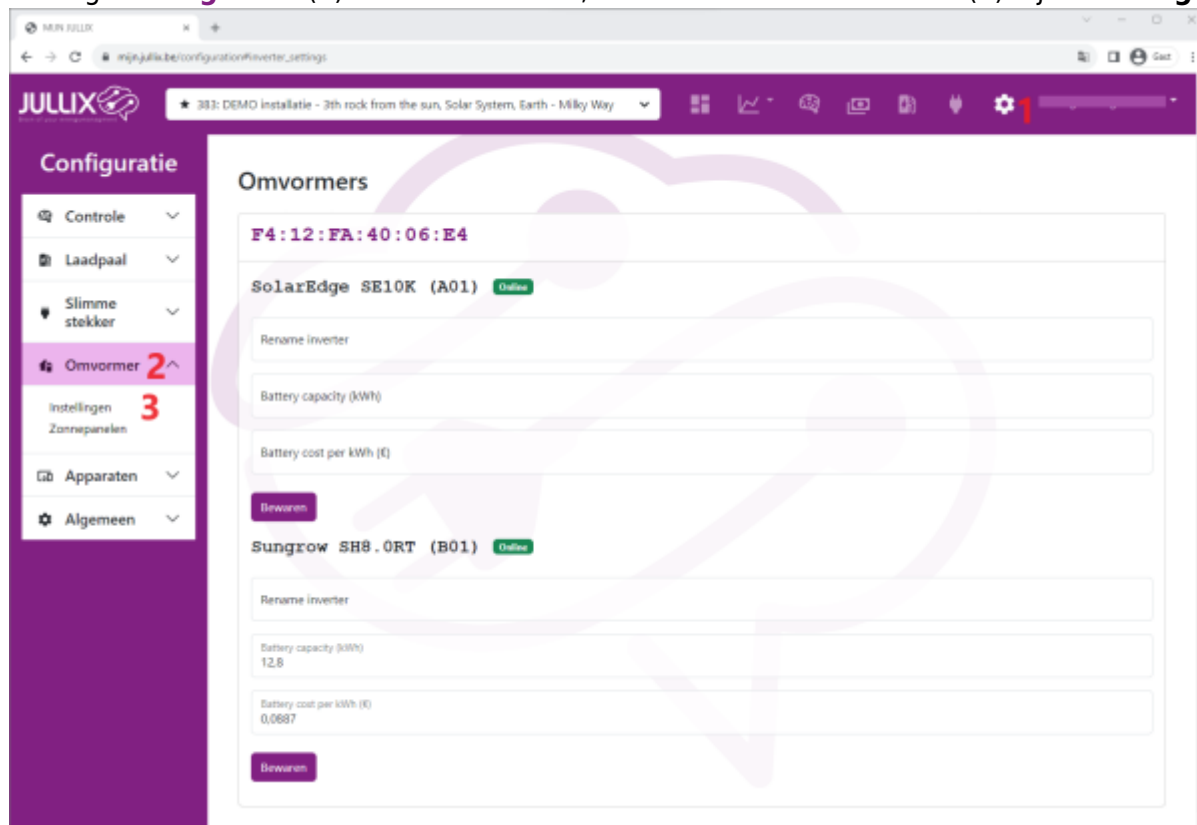 MIJN JULLIX
mijn.jullix.be/configuration#inverter_settings
Gast
JULLIX
383: DEMO installatie - 3th rock from the sun, Solar System, Earth - Milky Way
1
Configuratie
Controle
Laadpaal
Slimme
stekker
Omvormer 2
Instellingen 3
Zonnepanelen
Apparaten
Algemeen
Omvormers
F4:12:FA:40:06:E4
SolarEdge SE10K (A01) Online
Rename inverter
Battery capacity (kWh)
Battery cost per kWh (€)
Bewaren
Sungrow SH8.0RT (B01) Online
Rename inverter
Battery capacity (kWh)
12,8
Battery cost per kWh (€)
0,0887
Bewaren